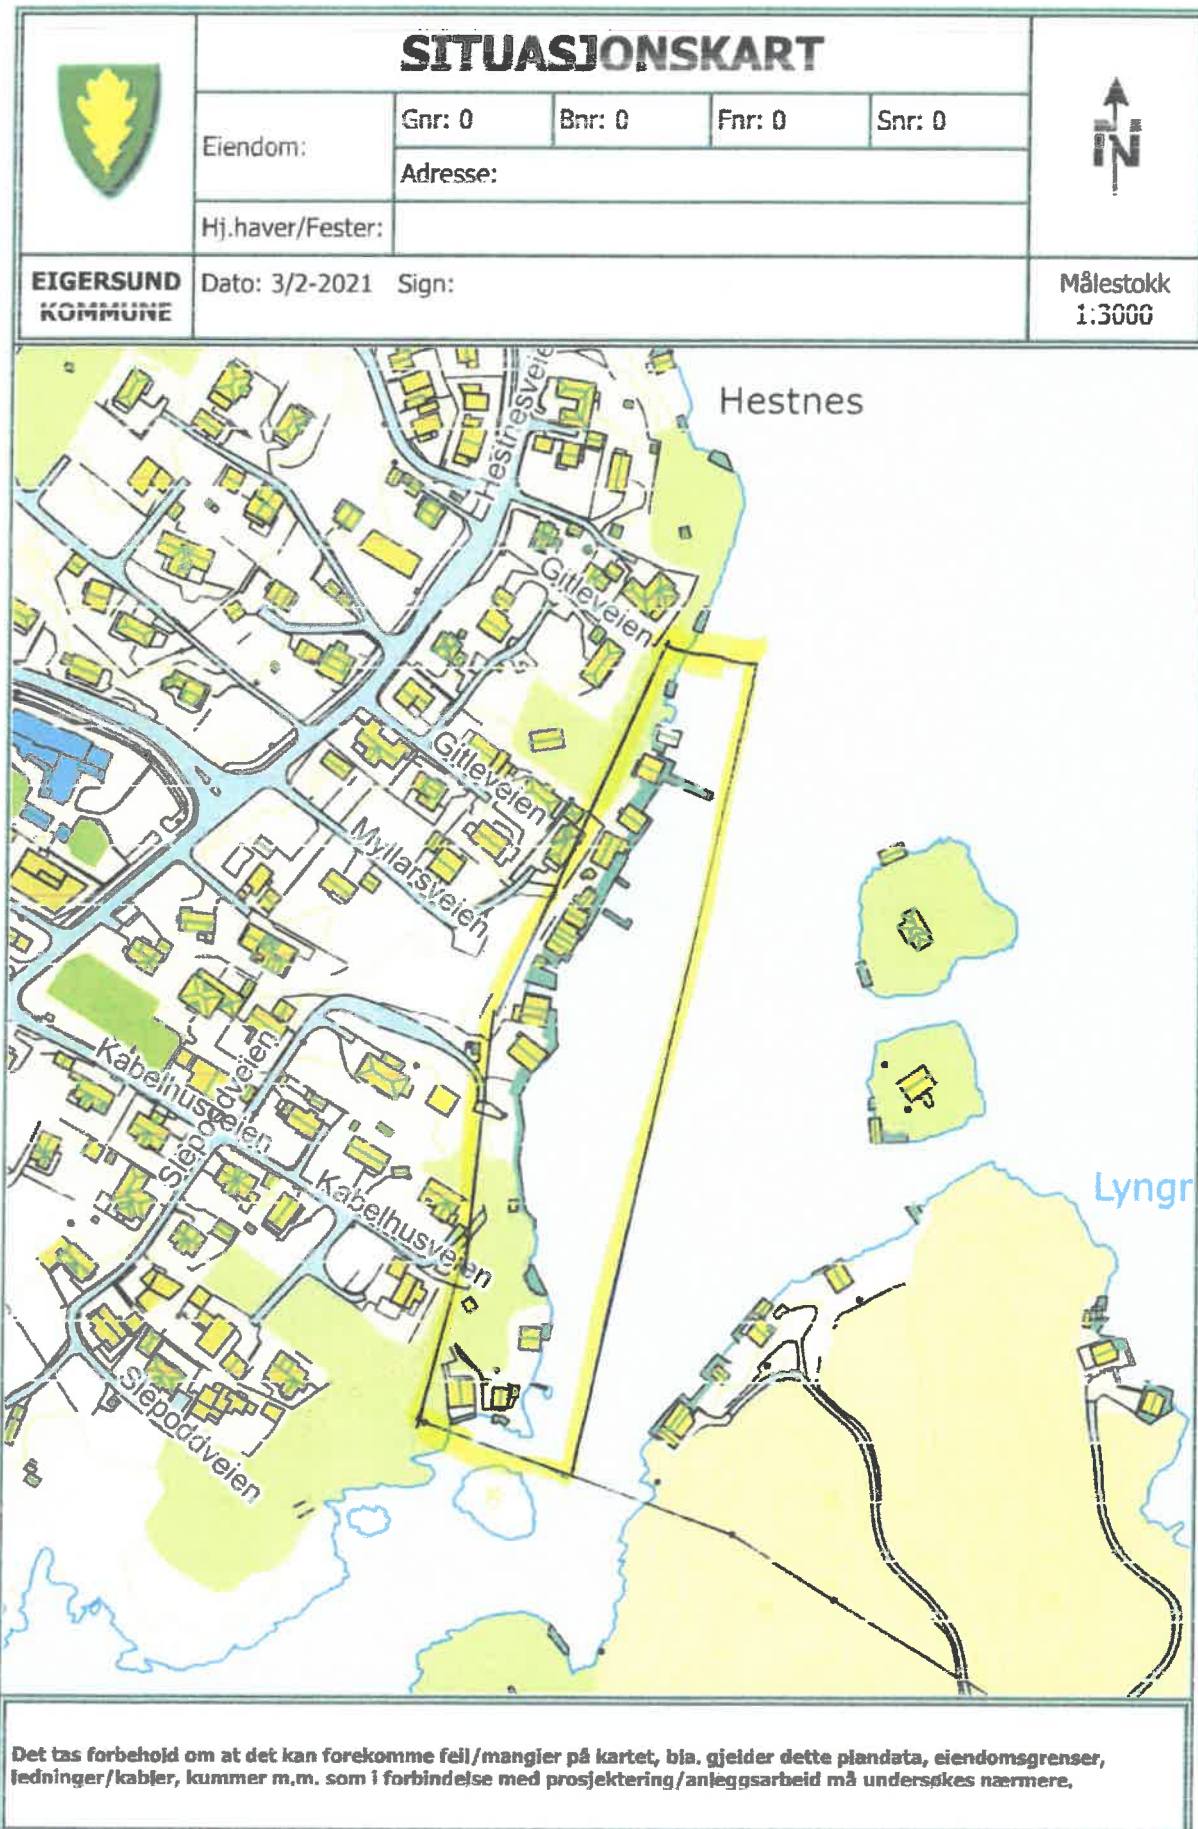 SITUASJONSKART
Eiendom:
Gnr: 0
Bnr: 0
Fnr: 0
Snr: 0
Adresse:
Hj.haver/Fester:
N
EIGERSUND
KOMMUNE
Dato: 3/2-2021 Sign:
Målestokk
1:3000
Hestnes
Hestnesveie
Gitleveien
Gitleveien
Myllarsveien
Kabelhusveien
Slepoddveien
Kabelhusveien
Slepoddveien
Lyngr
Det tas forbehold om at det kan forekomme feil/mangler på kartet, bla. gjelder dette plandata, eiendomsgrenser,
ledninger/kabler, kummer m.m. som i forbindelse med prosjektering/anleggsarbeid må undersøkes nærmere.